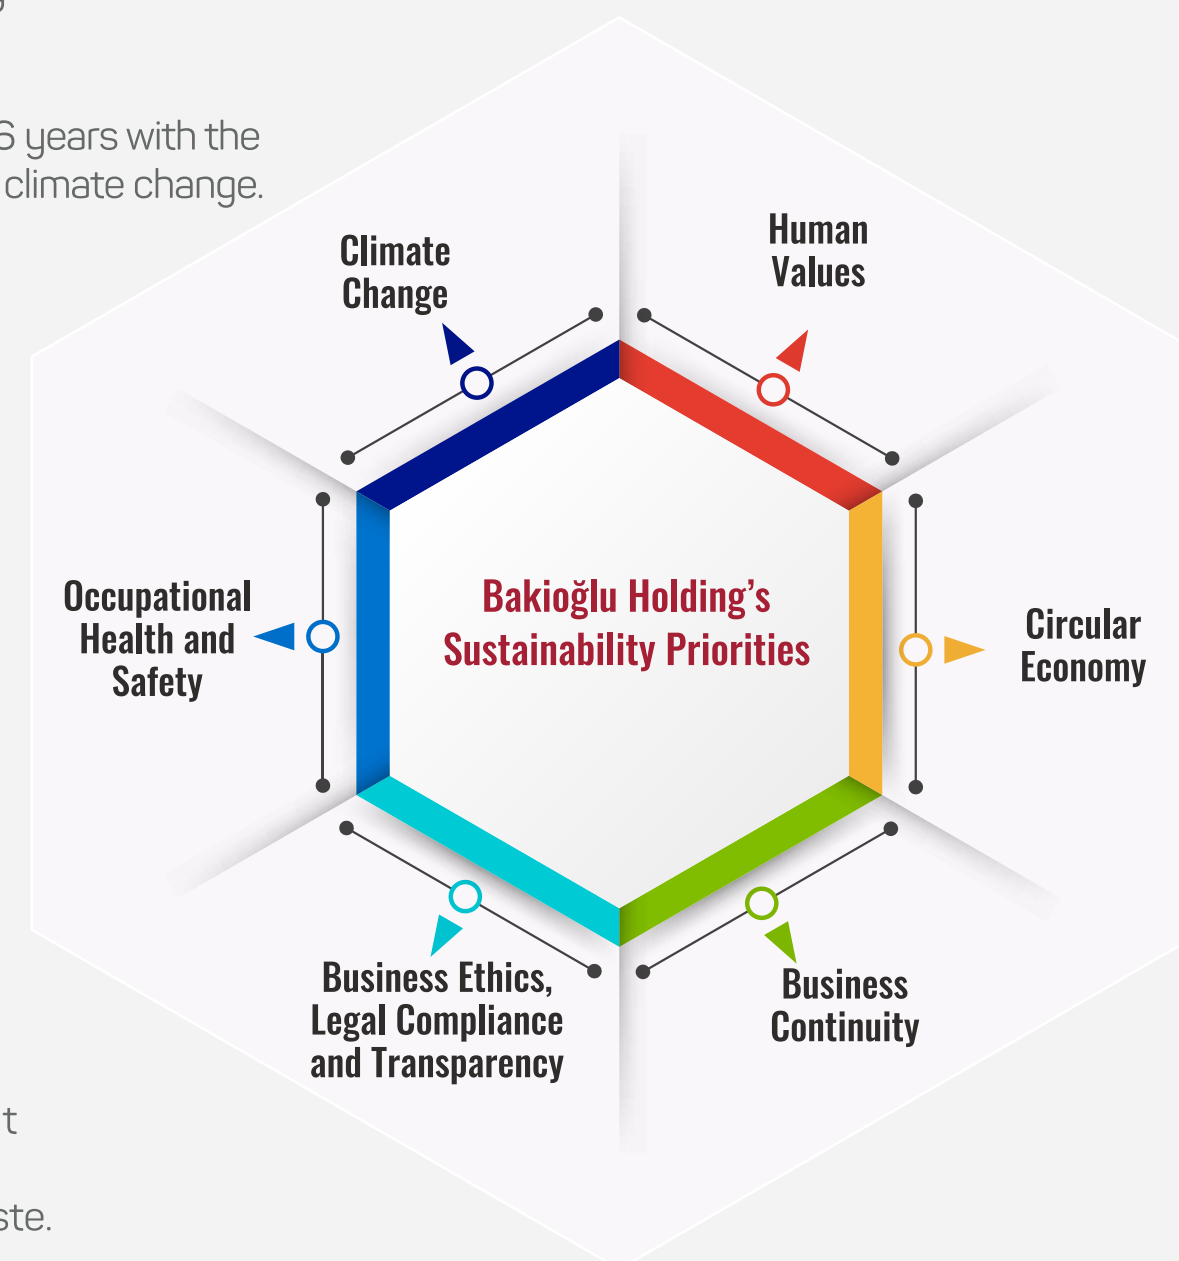 6 years with the
climate change.
Climate
Change
Human
Values
Occupational
Health and
Safety
Bakioğlu Holding’s
Sustainability Priorities
Circular
Economy
Business Ethics,
Legal Compliance
and Transparency
Business
Continuity